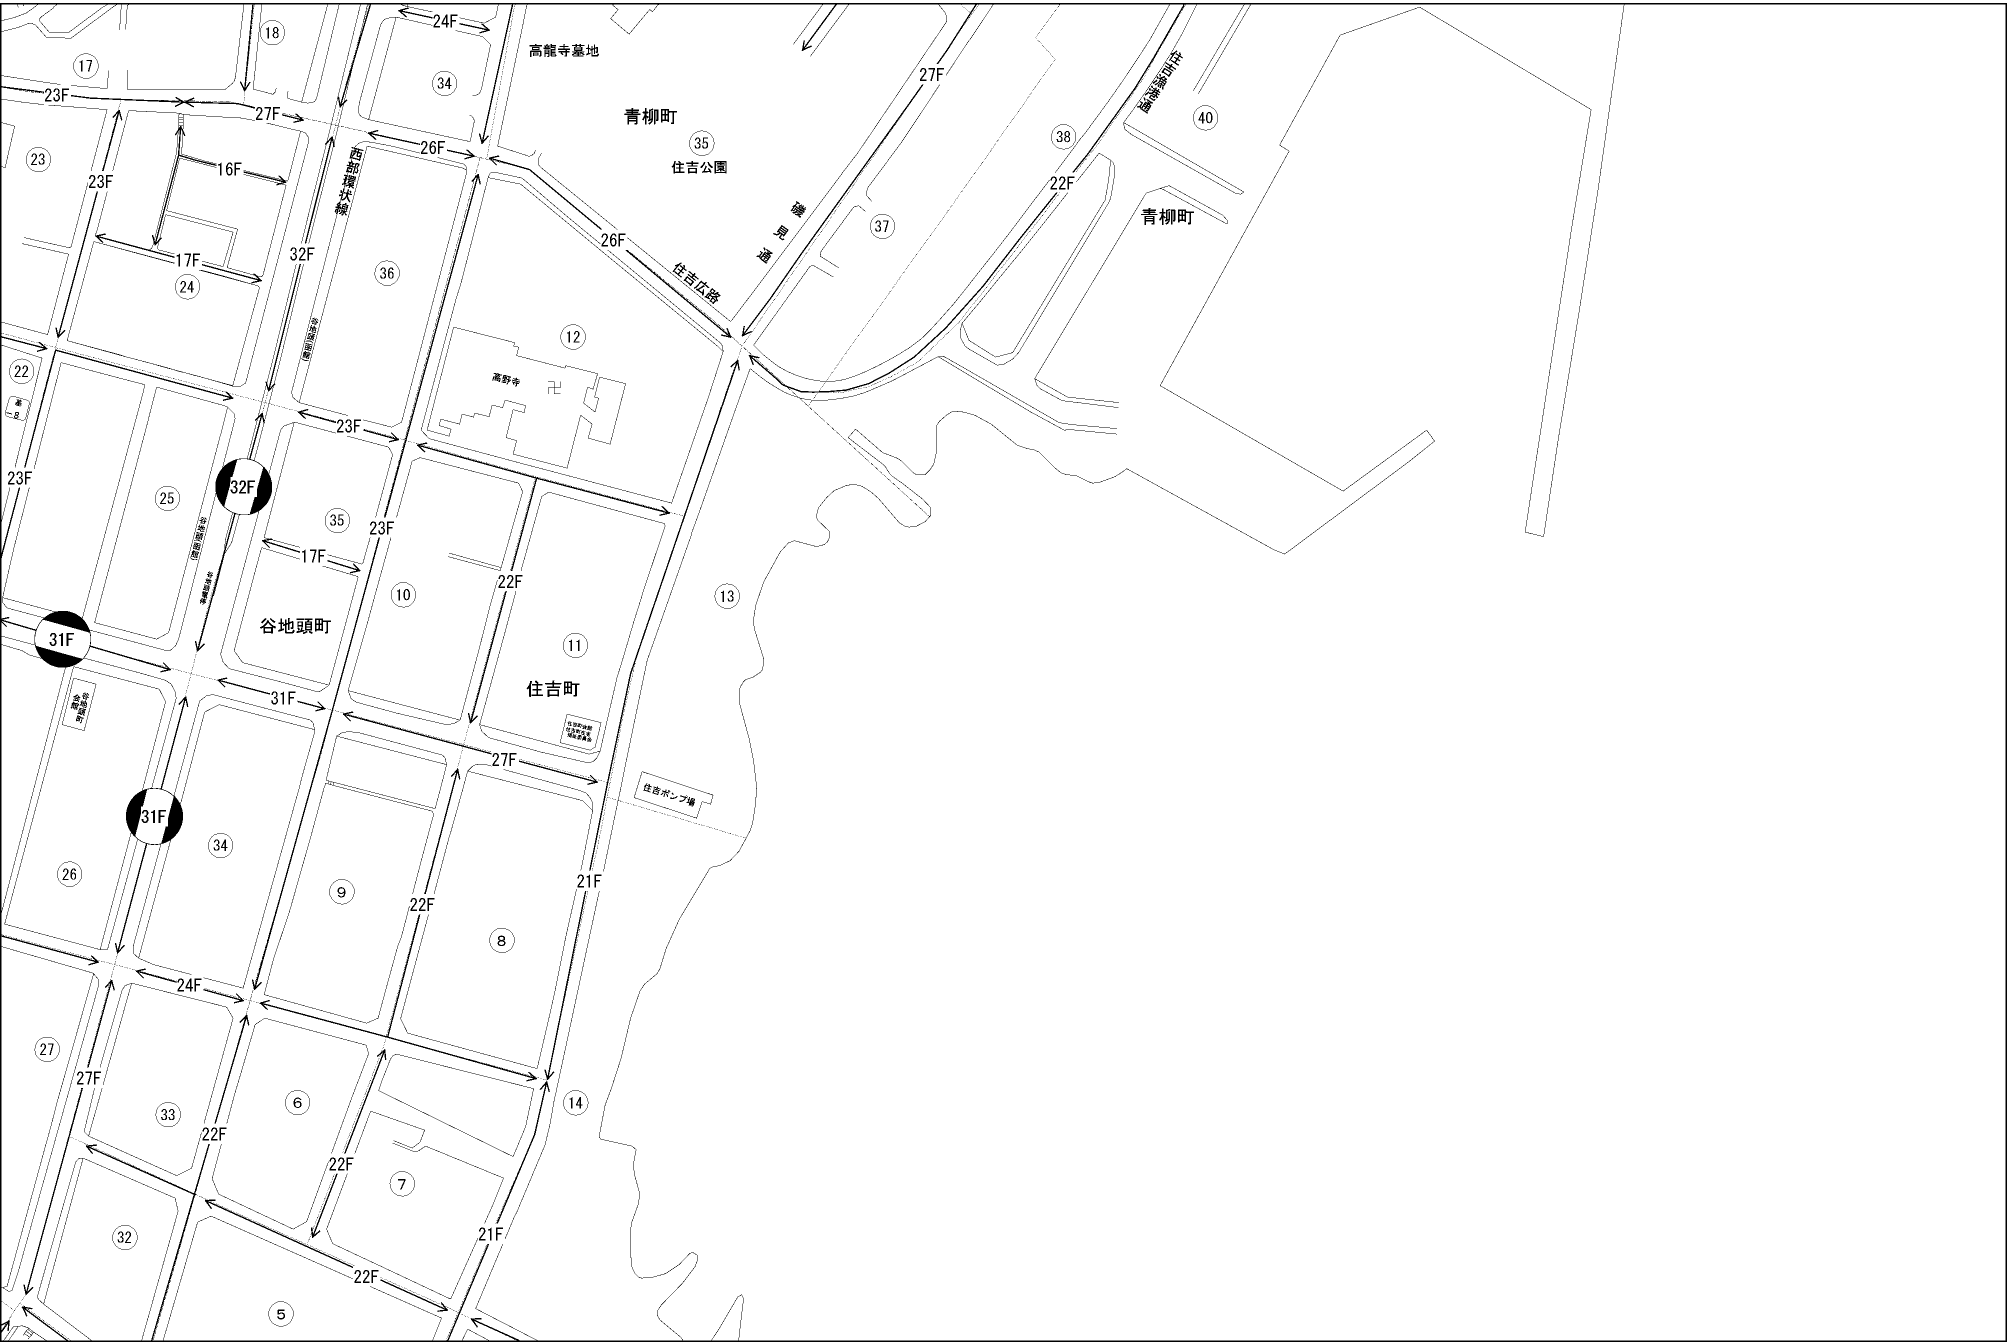 24F
18
高龍寺墓地
17
34
27F
住吉漁港通
23F
27F
青柳町
40
35
38
26F
23
住吉公園
西部環状線
16F
23F
22F
磯見通
青柳町
37
26F
32F
17F
36
住吉広路
24
12
22
高野寺
卍
23F
23F
32F
25
35
23F
17F
22F
10
13
谷地頭町
31F
11
住吉町
31F
27F
住吉ポンプ場
31F
34
26
21F
9
22F
8
24F
27
27F
6
14
33
22F
22F
7
32
21F
22F
5